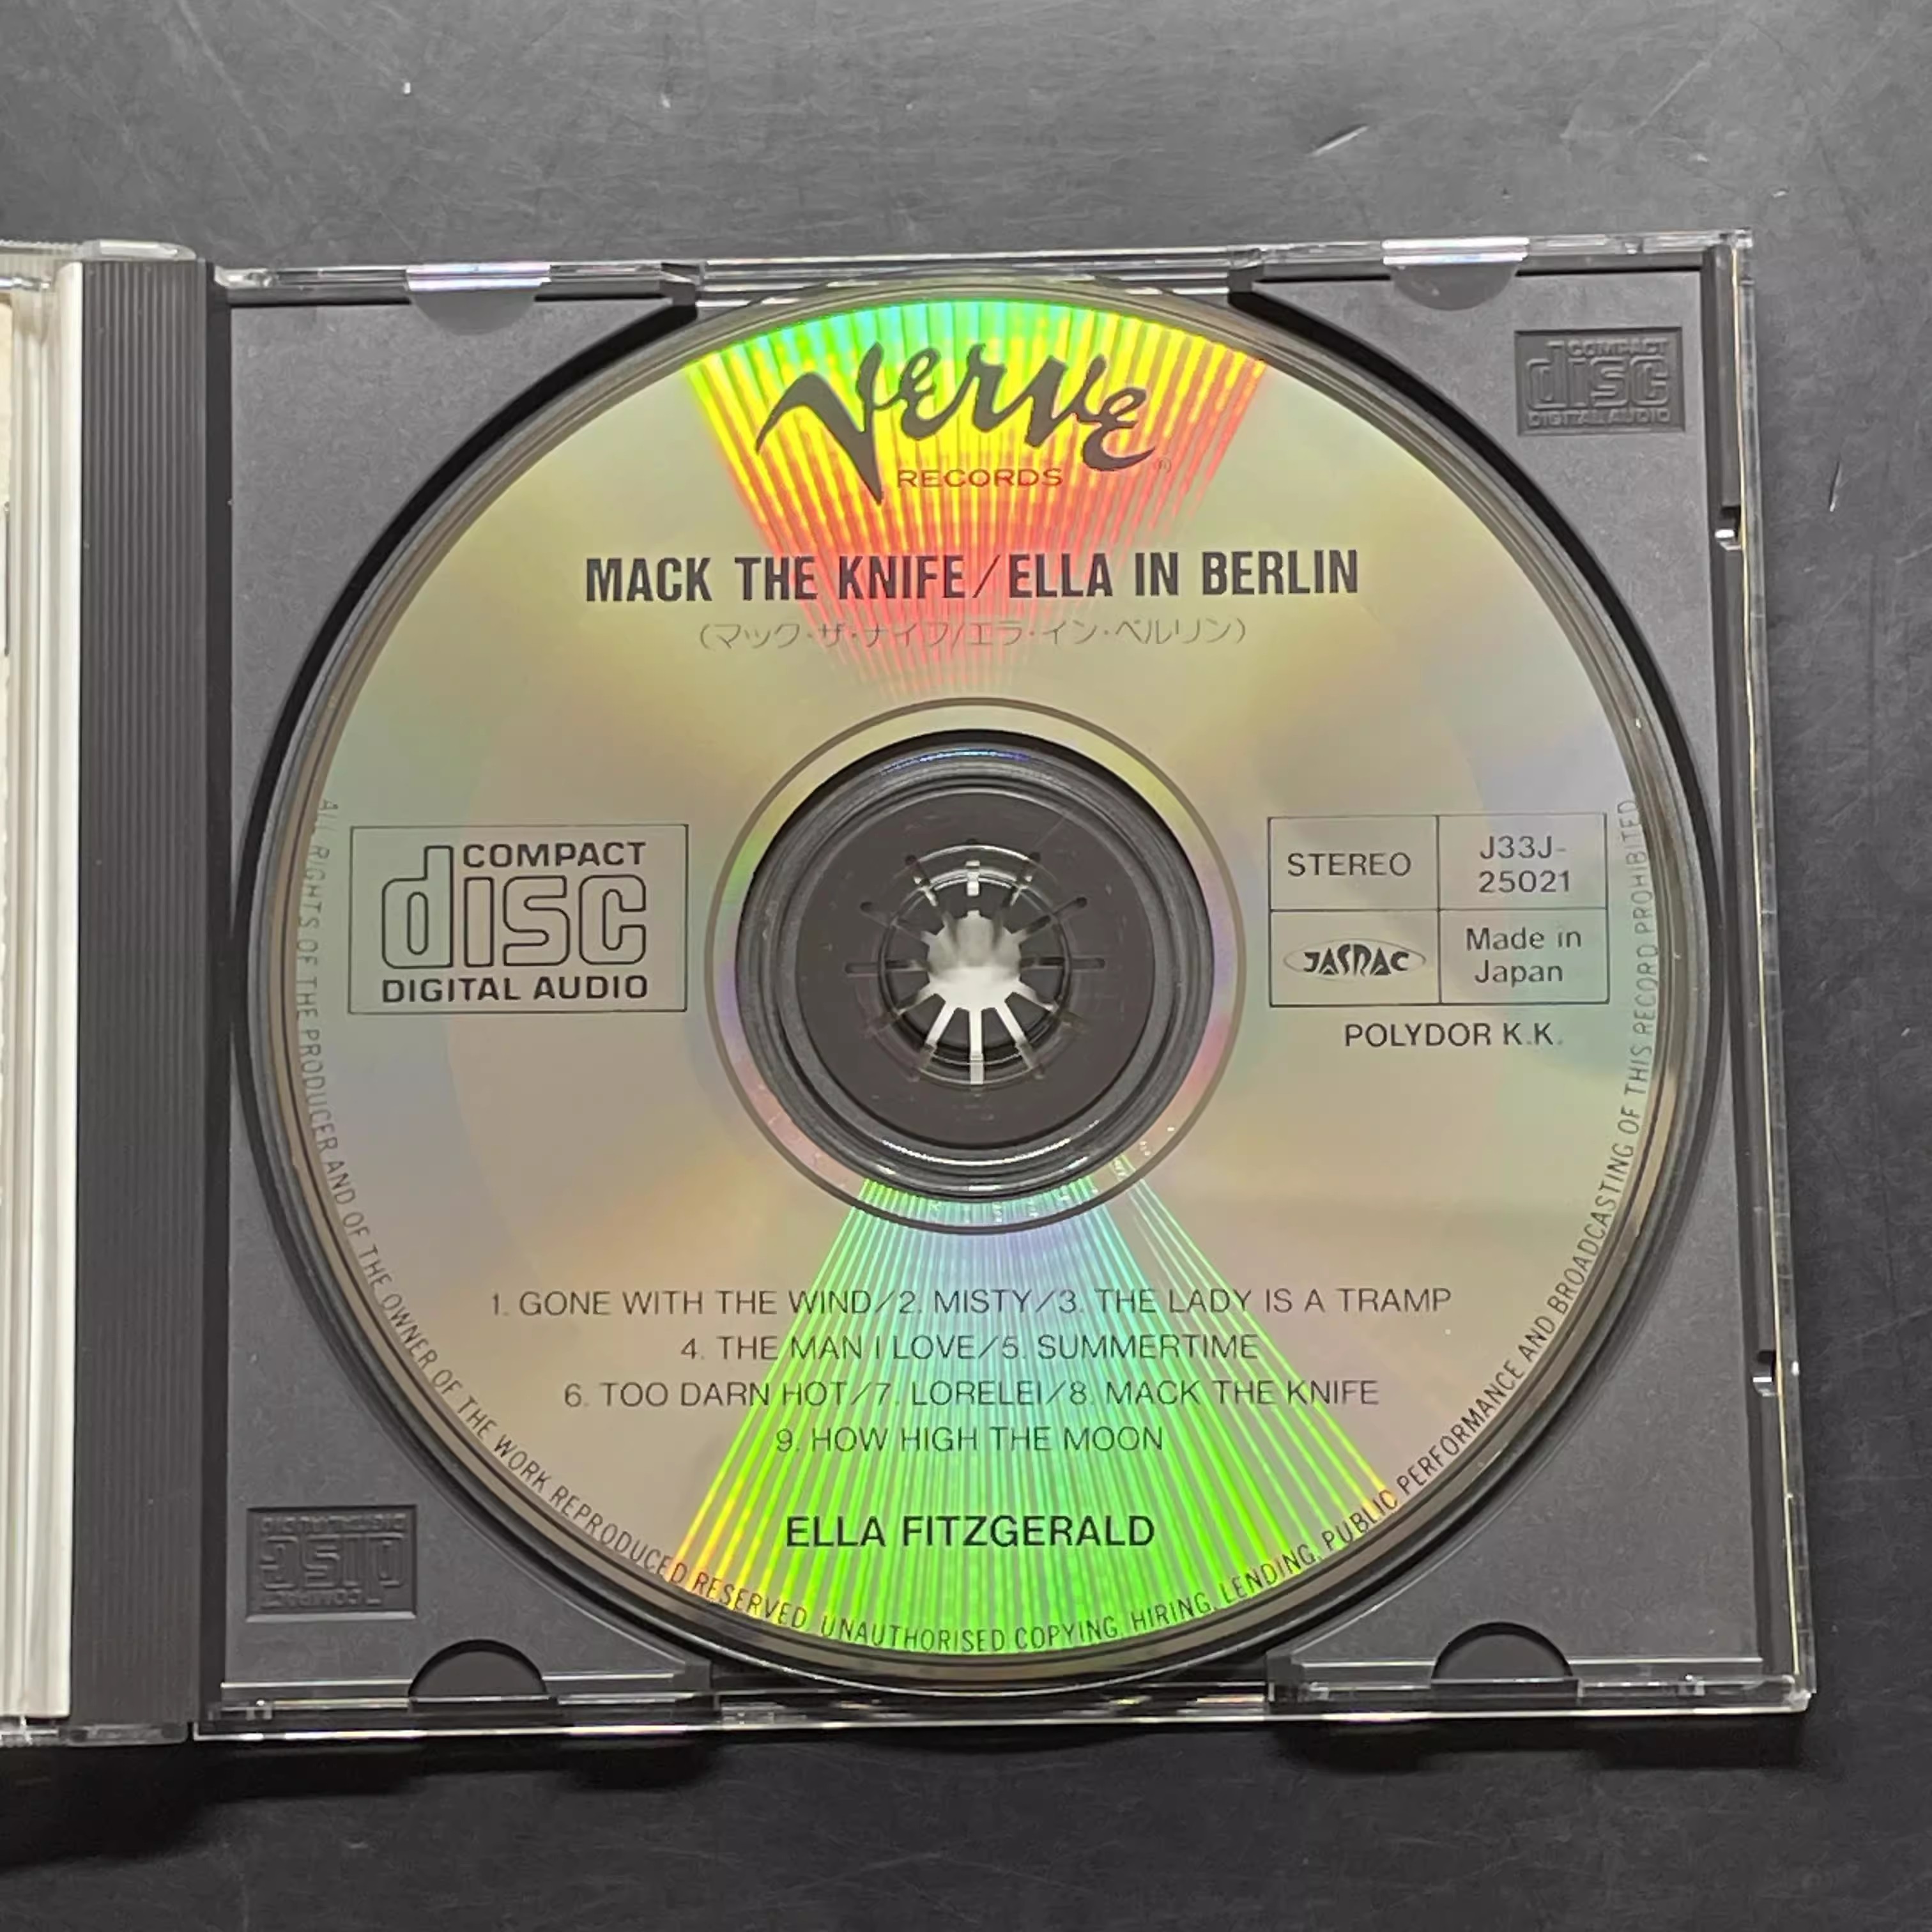 Verve
RECORDS ®
MACK THE KNIFE/ELLA IN BERLIN
(マック·ザ·ナイフ/エラ·イン·ベルリン)
COMPACT
disc
DIGITAL AUDIO
STEREO
J33J-
25021
JASRAC
Made in
Japan
POLYDOR K.K.
1. GONE WITH THE WIND/2. MISTY/3. THE LADY IS A TRAMP
4. THE MAN I LOVE/5. SUMMERTIME
6. TOO DARN HOT/7. LORELEI/8. MACK THE KNIFE
9. HOW HIGH THE MOON
ELLA FITZGERALD
ALL RIGHTS OF THE PRODUCER AND OF THE OWNER OF THE WORK REPRODUCED RESERVED. UNAUTHORISED COPYING, HIRING, LENDING, PUBLIC PERFORMANCE AND BROADCASTING OF THIS RECORD PROHIBITED
COMPACT
disc
DIGITAL AUDIO
COMPACT
disc
DIGITAL AUDIO